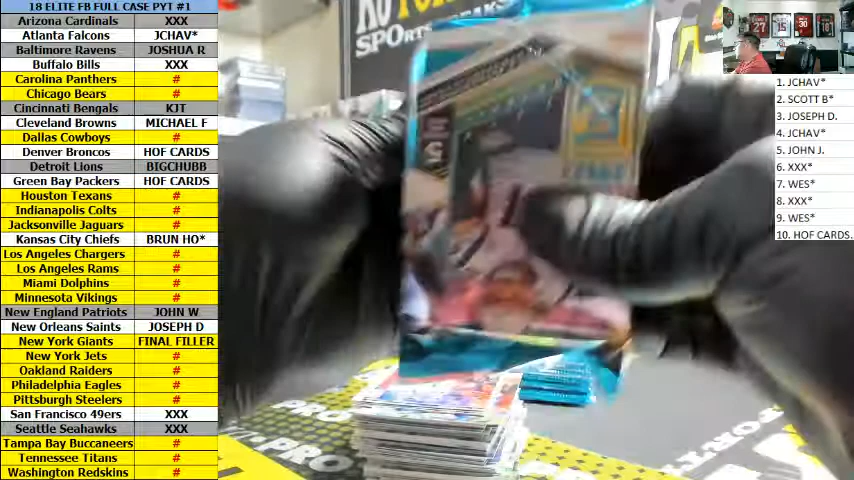 18 ELITE FB FULL CASE PYT #1
Arizona Cardinals XXX
Atlanta Falcons JCHAV*
Baltimore Ravens JOSHUA R
Buffalo Bills XXX
Carolina Panthers #
Chicago Bears #
Cincinnati Bengals KJT
Cleveland Browns MICHAEL F
Dallas Cowboys #
Denver Broncos HOF CARDS
Detroit Lions BIGCHUBB
Green Bay Packers HOF CARDS
Houston Texans #
Indianapolis Colts #
Jacksonville Jaguars #
Kansas City Chiefs BRUN HO*
Los Angeles Chargers #
Los Angeles Rams #
Miami Dolphins #
Minnesota Vikings #
New England Patriots JOHN W
New Orleans Saints JOSEPH D
New York Giants FINAL FILLER
New York Jets #
Oakland Raiders #
Philadelphia Eagles #
Pittsburgh Steelers #
San Francisco 49ers XXX
Seattle Seahawks XXX
Tampa Bay Buccaneers #
Tennessee Titans #
Washington Redskins #
1. JCHAV*
2. SCOTT B*
3. JOSEPH D.
4. JCHAV*
5. JOHN J.
6. XXX*
7. WES*
8. XXX*
9. WES*
10. HOF CARDS.
PRO